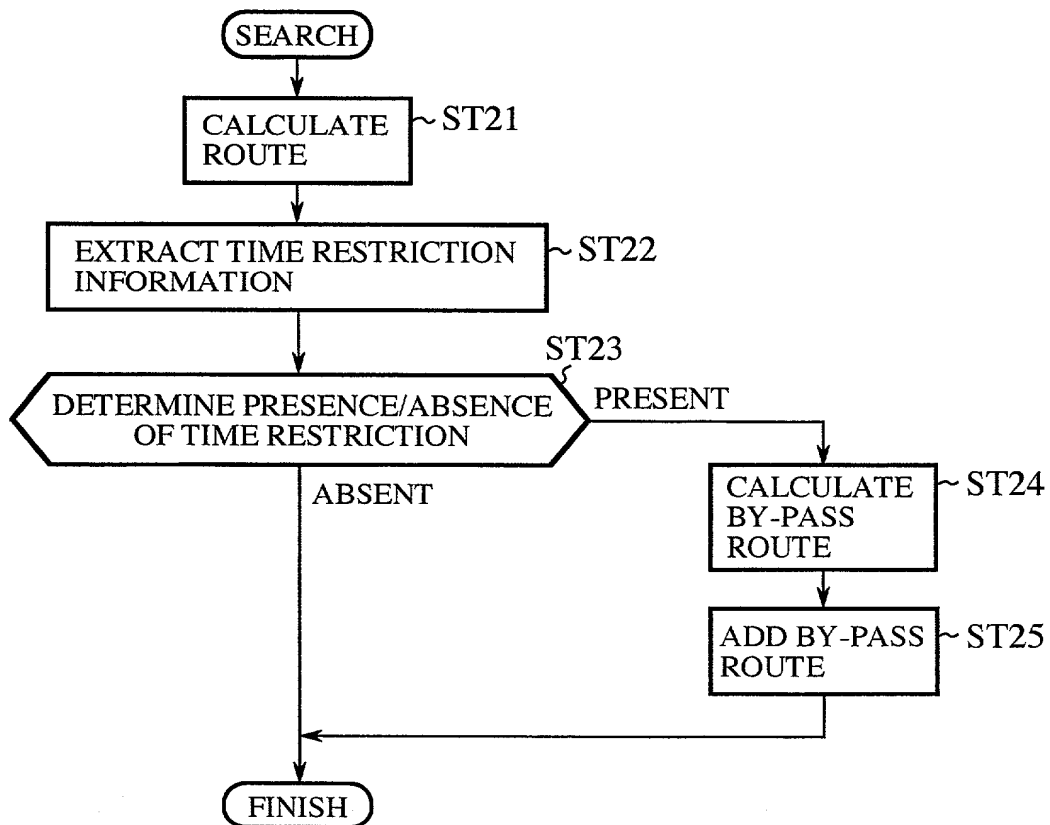 SEARCH
CALCULATE
ROUTE
ST21
EXTRACT TIME RESTRICTION
INFORMATION
ST22
ST23
DETERMINE PRESENCE/ABSENCE
OF TIME RESTRICTION
PRESENT
ABSENT
CALCULATE
BY-PASS
ROUTE
ST24
ADD BY-PASS
ROUTE
ST25
FINISH